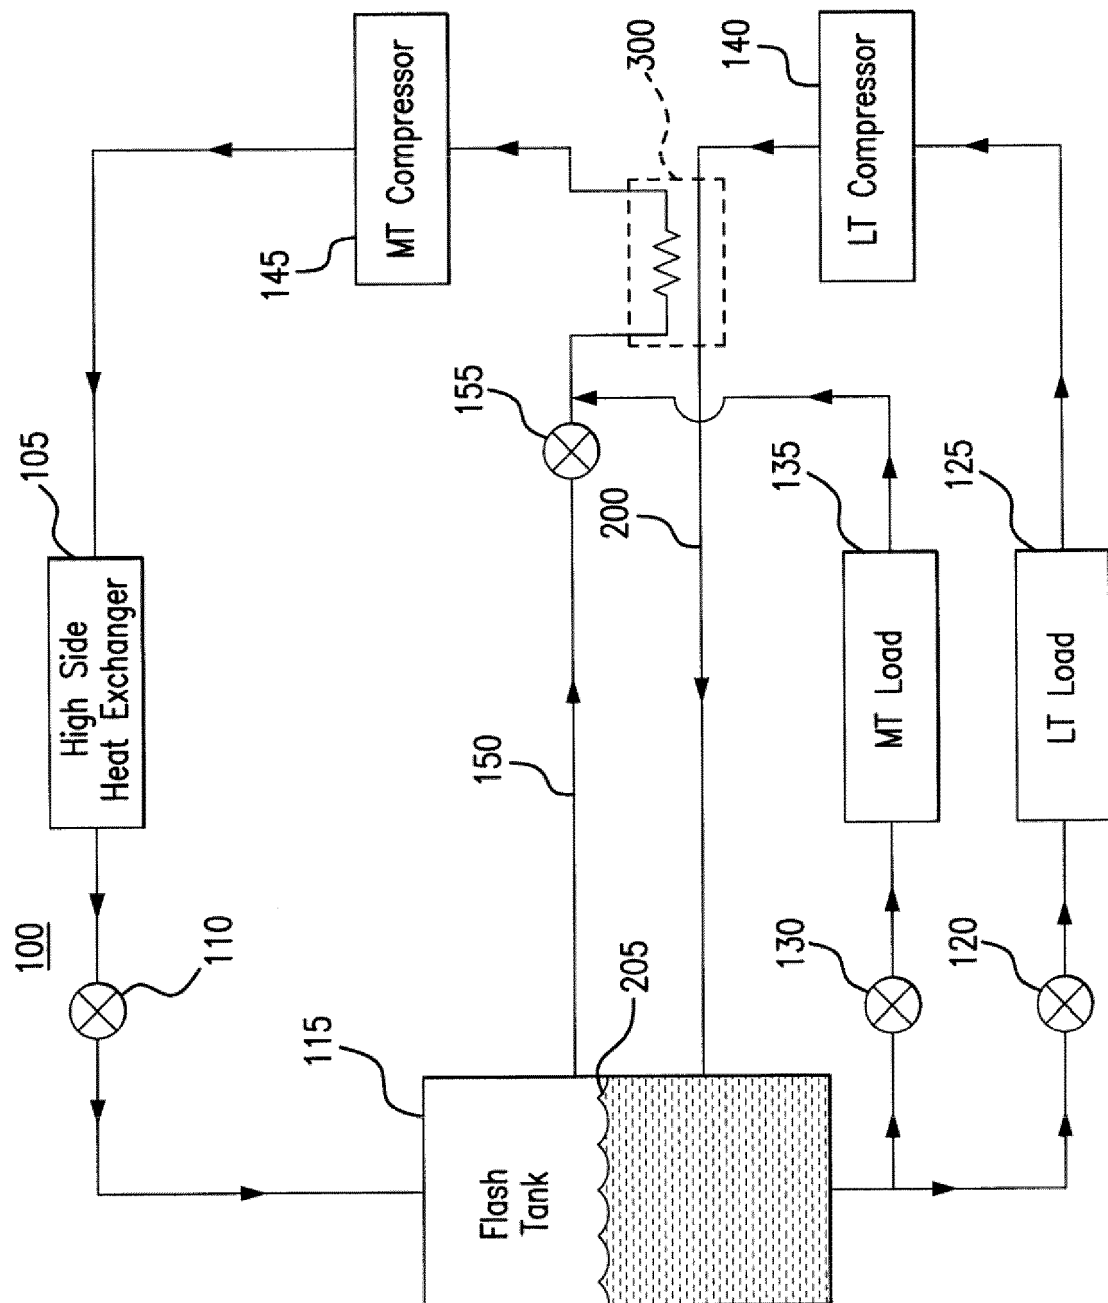 100
110
High Side
Heat Exchanger
105
145
MT Compressor
115
Flash
Tank
205
150
155
200
300
130
MT Load
135
LT Compressor
140
120
LT Load
125